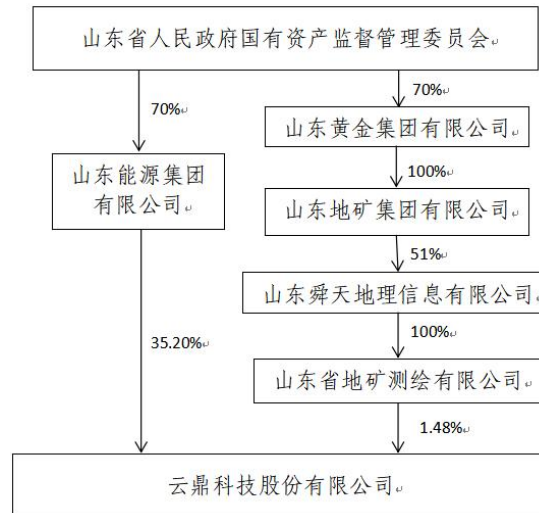 山东省人民政府国有资产监督管理委员会
70%
70%
山东黄金集团有限公司
山东能源集团
有限公司
100%
山东地矿集团有限公司
51%
山东舜天地理信息有限公司
35.20%
100%
山东省地矿测绘有限公司
1.48%
云鼎科技股份有限公司